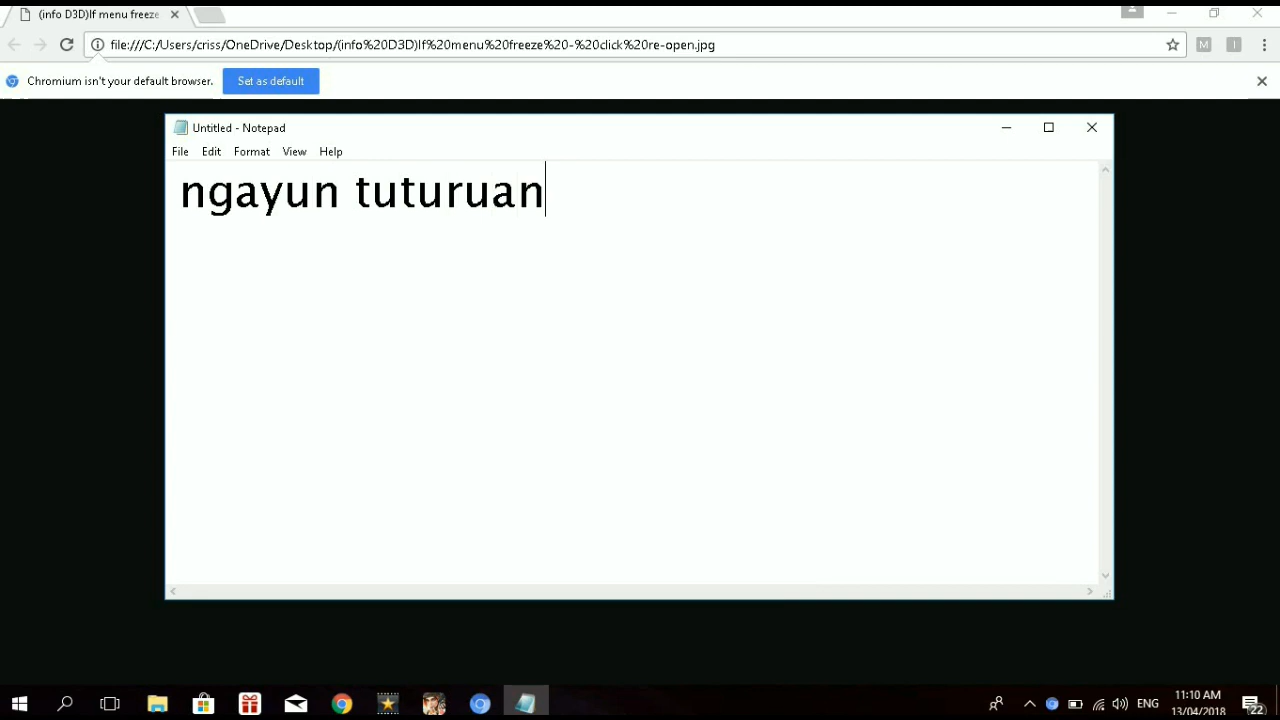 (info D3D)If menu freeze
file:///C:/Users/criss/OneDrive/Desktop/(info%20D3D)If%20menu%20freeze%20-%20click%20re-open.jpg
M
I
Chromium isn't your default browser.
Set as default
Untitled - Notepad
File Edit Format View Help
ngayun tuturuan
ENG
11:10 AM
13/04/2018
22